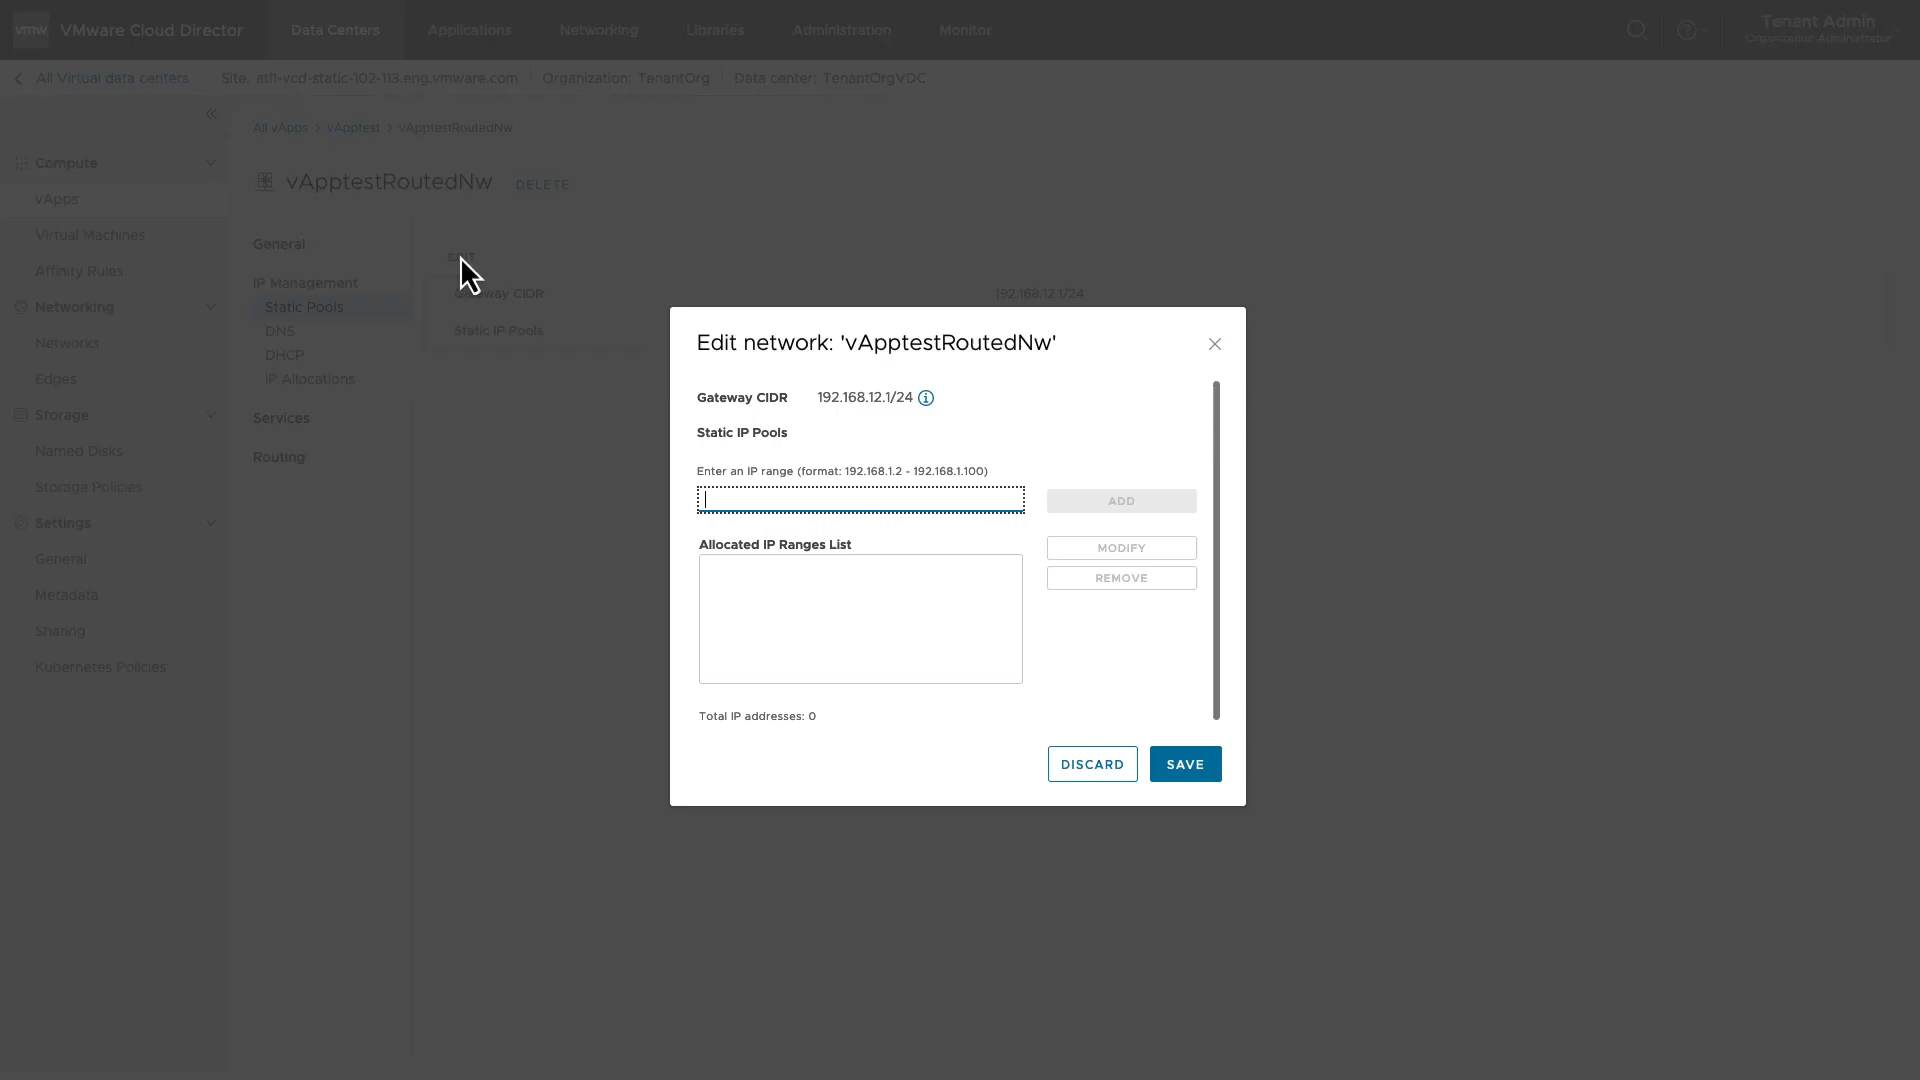 vmw VMware Cloud Director Data Centers Applications Networking Libraries Administration Monitor Tenant Admin
Organization Administrator
All Virtual data centers Site: atl1-vcd-static-102-113.eng.vmware.com Organization: TenantOrg Data center: TenantOrgVDC
All vApps > vApptest > vApptestRoutedNw
Compute
vApps
Virtual Machines
Affinity Rules
Networking
Networks
Edges
Storage
Named Disks
Storage Policies
Settings
General
Metadata
Sharing
Kubernetes Policies
vApptestRoutedNw DELETE
General
IP Management
Static Pools
DNS
DHCP
IP Allocations
Services
Routing
Gateway CIDR 192.168.12.1/24
Static IP Pools
Edit network: 'vApptestRoutedNw'
Gateway CIDR 192.168.12.1/24
Static IP Pools
Enter an IP range (format: 192.168.1.2 - 192.168.1.100)
ADD
Allocated IP Ranges List
MODIFY
REMOVE
Total IP addresses: 0
DISCARD SAVE